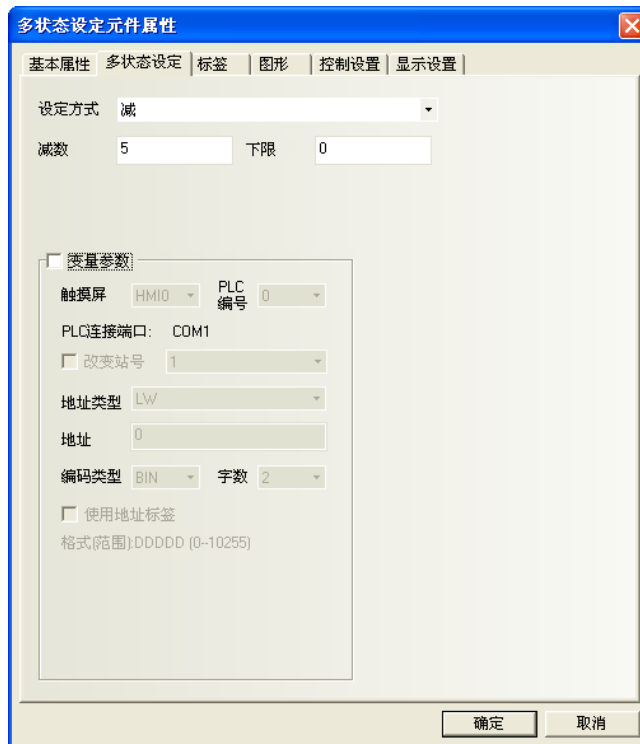 多状态设定元件属性
基本属性 多状态设定 标签 图形 控制设置 显示设置
设定方式 减
减数 5 下限 0
变量参数
触摸屏 HMI0 PLC编号 0
PLC连接端口: COM1
改变站号 1
地址类型 LW
地址 0
编码类型 BIN 字数 2
使用地址标签
格式(范围):DDDDD (0--10255)
确定 取消